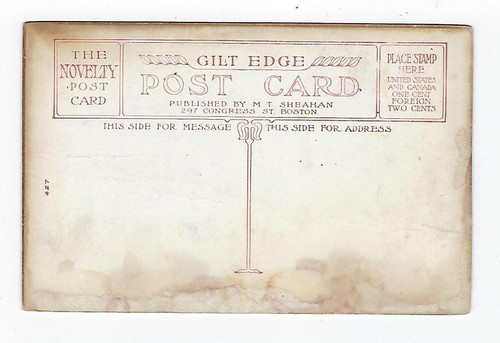 THE
NOVELTY
·POST
CARD
GILT EDGE
POST CARD
PUBLISHED BY M. T. SHEAHAN
297 CONGRESS ST. BOSTON.
PLACE STAMP
HERE
UNITED STATES
AND CANADA
ONE CENT
FOREIGN
TWO CENTS
THIS SIDE FOR MESSAGE
THIS SIDE FOR ADDRESS
427